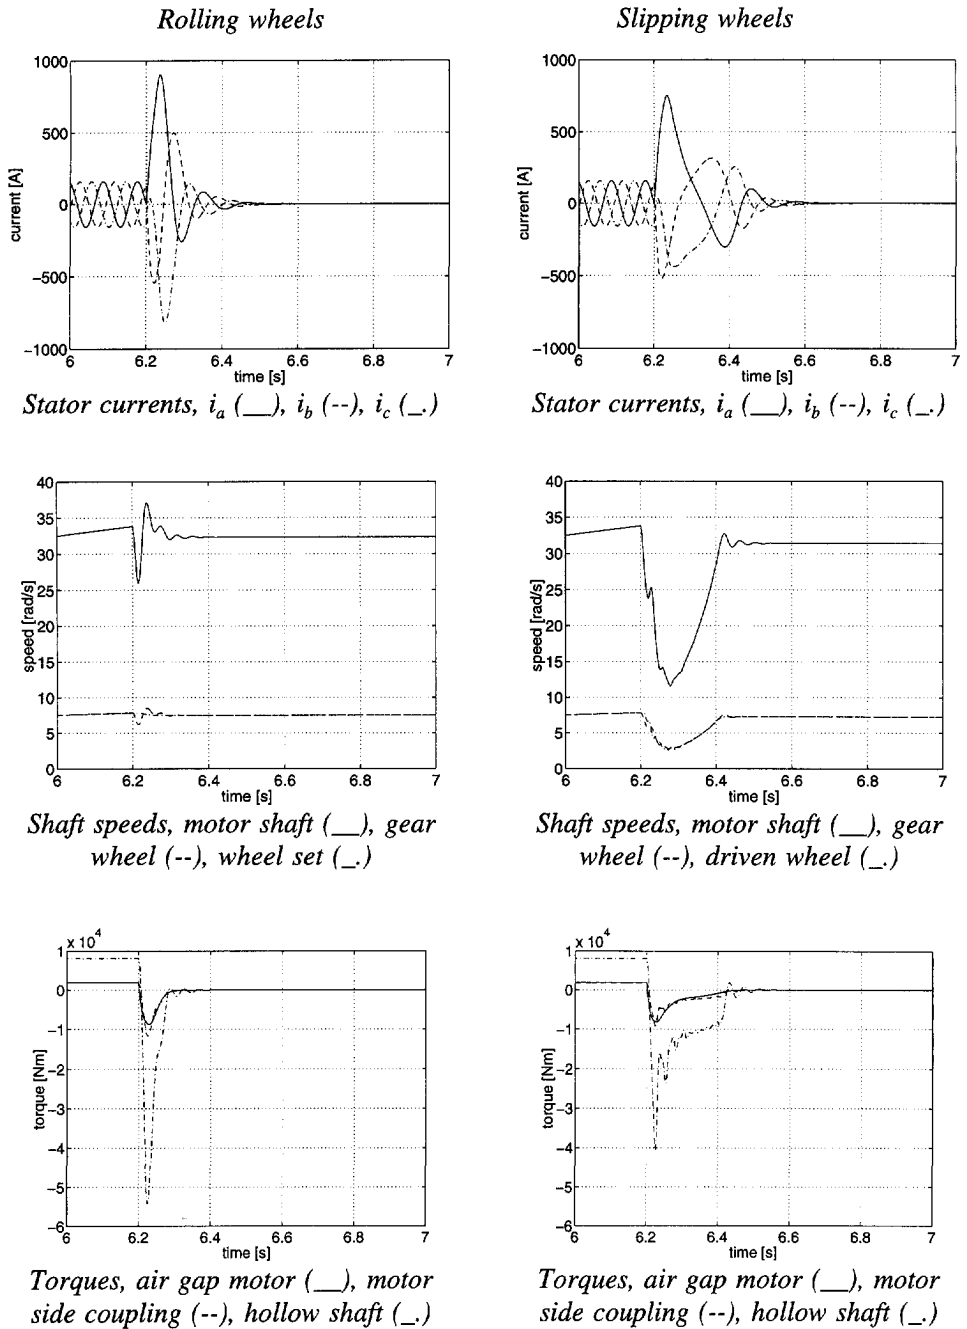 Rolling wheels
Slipping wheels
1000
500
0
-500
-1000
current [A]
6 6.2 6.4 6.6 6.8 7
time [s]
Stator currents, i_a (__), i_b (--), i_c (_.)
1000
500
0
-500
-1000
current [A]
6 6.2 6.4 6.6 6.8 7
time [s]
Stator currents, i_a (__), i_b (--), i_c (_.)
40
35
30
25
20
15
10
5
0
speed [rad/s]
6 6.2 6.4 6.6 6.8 7
time [s]
Shaft speeds, motor shaft (__), gear
wheel (--), wheel set (_.)
40
35
30
25
20
15
10
5
0
speed [rad/s]
6 6.2 6.4 6.6 6.8 7
time [s]
Shaft speeds, motor shaft (__), gear
wheel (--), driven wheel (_.)
x 10^4
1
0
-1
-2
-3
-4
-5
-6
torque [Nm]
6 6.2 6.4 6.6 6.8 7
time [s]
Torques, air gap motor (__), motor
side coupling (--), hollow shaft (_.)
x 10^4
1
0
-1
-2
-3
-4
-5
-6
torque [Nm]
6 6.2 6.4 6.6 6.8 7
time [s]
Torques, air gap motor (__), motor
side coupling (--), hollow shaft (_.)